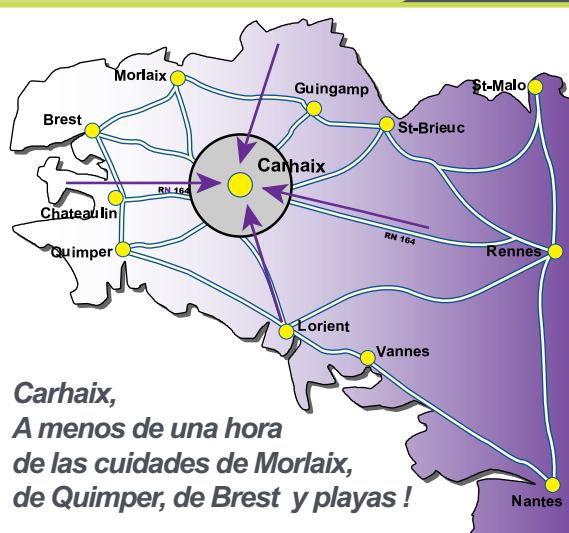 Morlaix
Guingamp
St-Malo
Brest
St-Brieuc
Carhaix
RN 164
Chateaulin
RN 164
Quimper
Rennes
Lorient
Vannes
Carhaix,
A menos de una hora
de las cuidades de Morlaix,
de Quimper, de Brest y playas !
Nantes